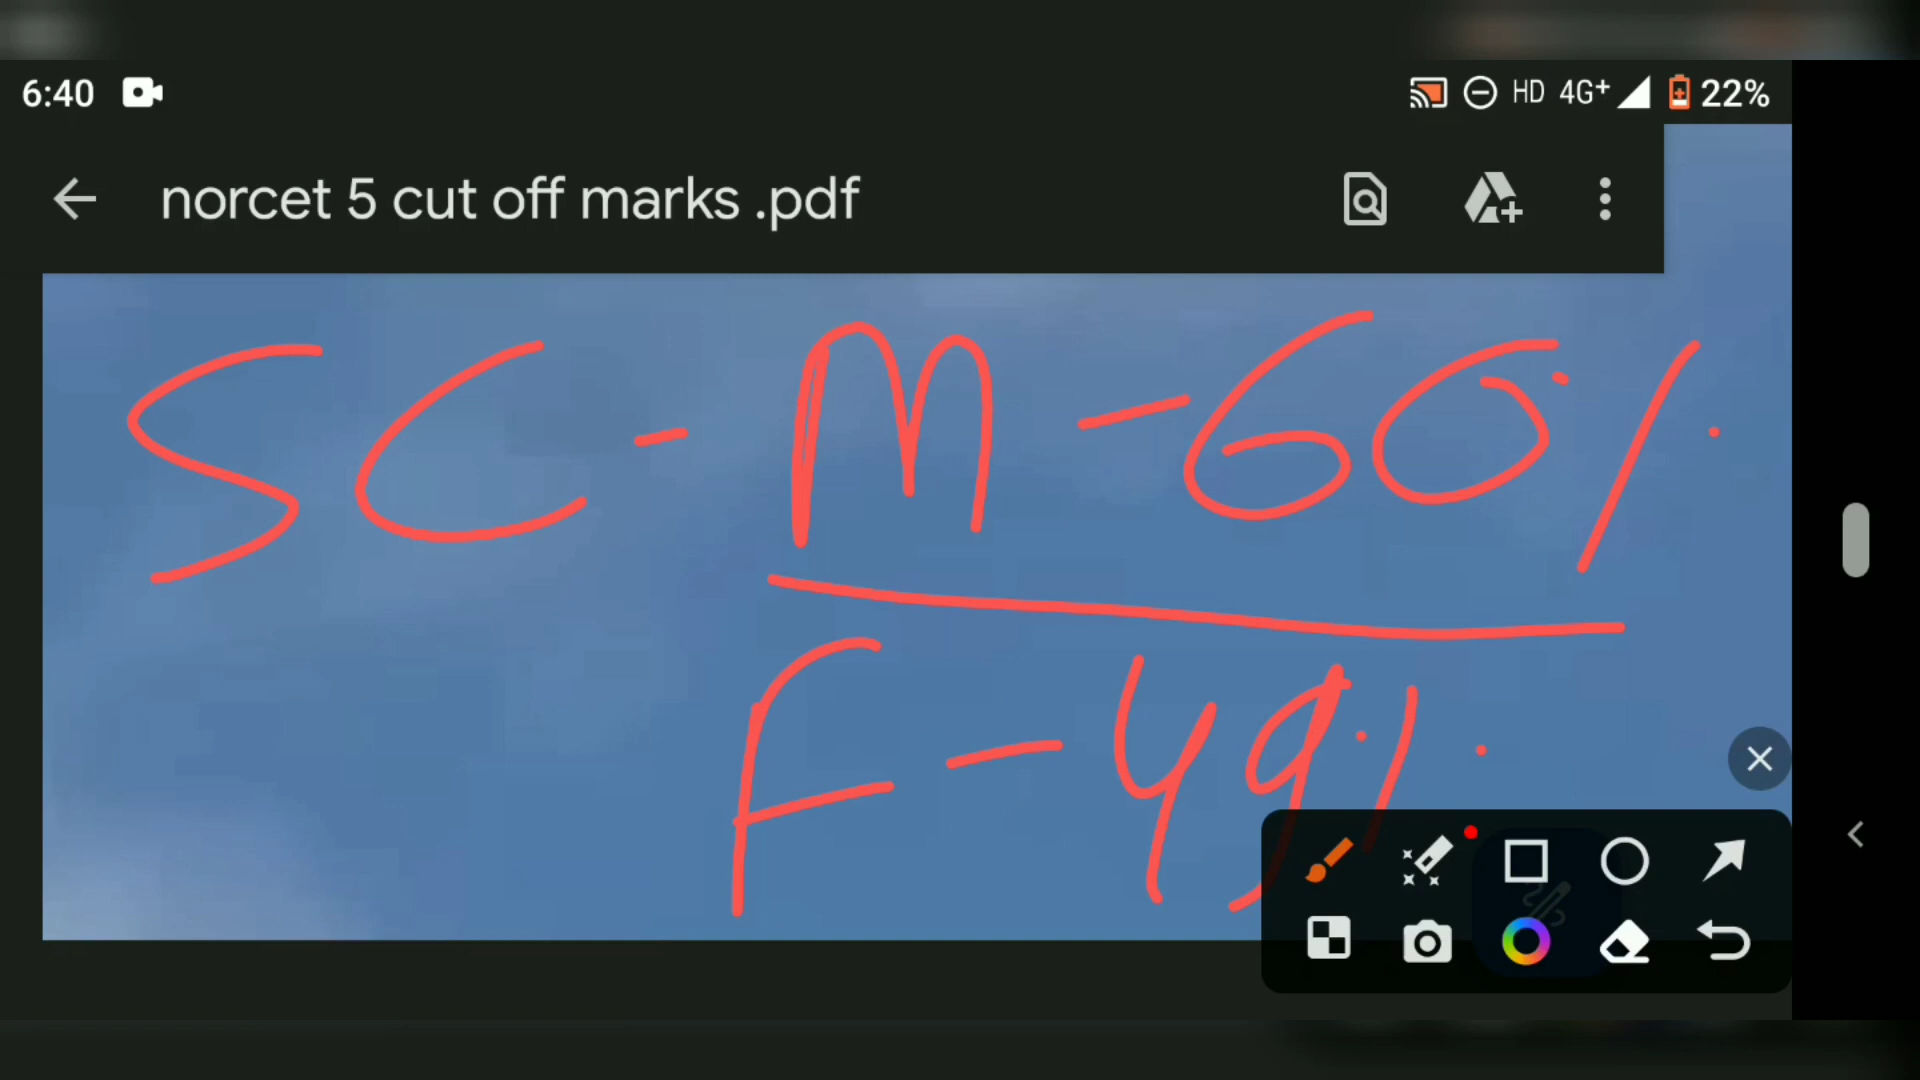 6:40 HD 4G+ 22%
norcet 5 cut off marks .pdf
SC - M - 60%
F - 49%